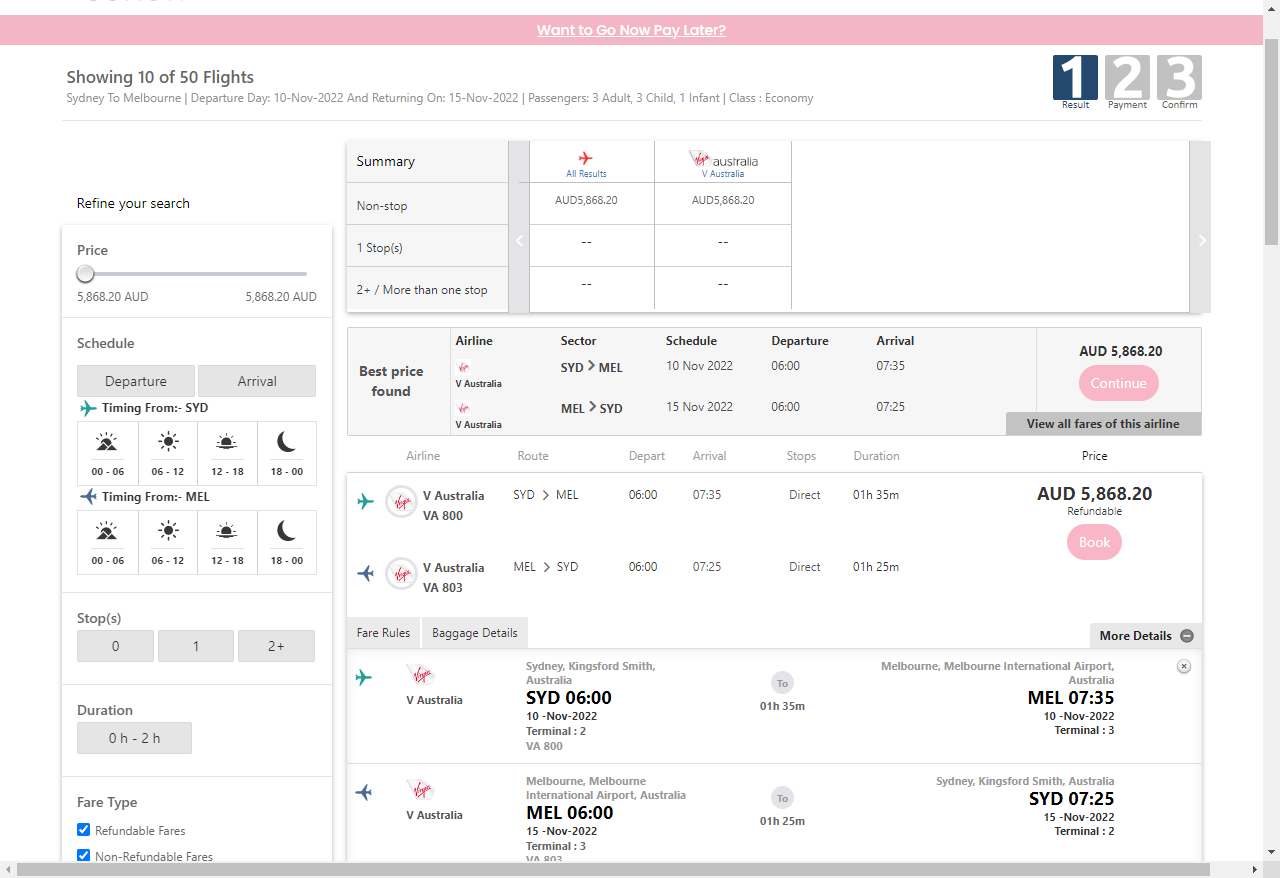 Want to Go Now Pay Later?
Showing 10 of 50 Flights
Sydney To Melbourne | Departure Day: 10-Nov-2022 And Returning On: 15-Nov-2022 | Passengers: 3 Adult, 3 Child, 1 Infant | Class : Economy
1 2 3
Result Payment Confirm
Summary
All Results
Virgin australia
V Australia
Non-stop AUD5,868.20 AUD5,868.20
1 Stop(s) -- --
2+ / More than one stop -- --
Refine your search
Price
5,868.20 AUD 5,868.20 AUD
Schedule
Departure Arrival
Timing From:- SYD
00 - 06 06 - 12 12 - 18 18 - 00
Timing From:- MEL
00 - 06 06 - 12 12 - 18 18 - 00
Stop(s)
0 1 2+
Duration
0 h - 2 h
Fare Type
Refundable Fares
Non-Refundable Fares
Best price
found
Airline Sector Schedule Departure Arrival
V Australia SYD > MEL 10 Nov 2022 06:00 07:35
V Australia MEL > SYD 15 Nov 2022 06:00 07:25
AUD 5,868.20
Continue
View all fares of this airline
Airline Route Depart Arrival Stops Duration Price
V Australia SYD > MEL 06:00 07:35 Direct 01h 35m
VA 800
AUD 5,868.20
Refundable
Book
V Australia MEL > SYD 06:00 07:25 Direct 01h 25m
VA 803
Fare Rules Baggage Details More Details
V Australia
Sydney, Kingsford Smith,
Australia
SYD 06:00
10 -Nov-2022
Terminal : 2
VA 800
To
01h 35m
Melbourne, Melbourne International Airport,
Australia
MEL 07:35
10 -Nov-2022
Terminal : 3
V Australia
Melbourne, Melbourne
International Airport, Australia
MEL 06:00
15 -Nov-2022
Terminal : 3
VA 803
To
01h 25m
Sydney, Kingsford Smith, Australia
SYD 07:25
15 -Nov-2022
Terminal : 2